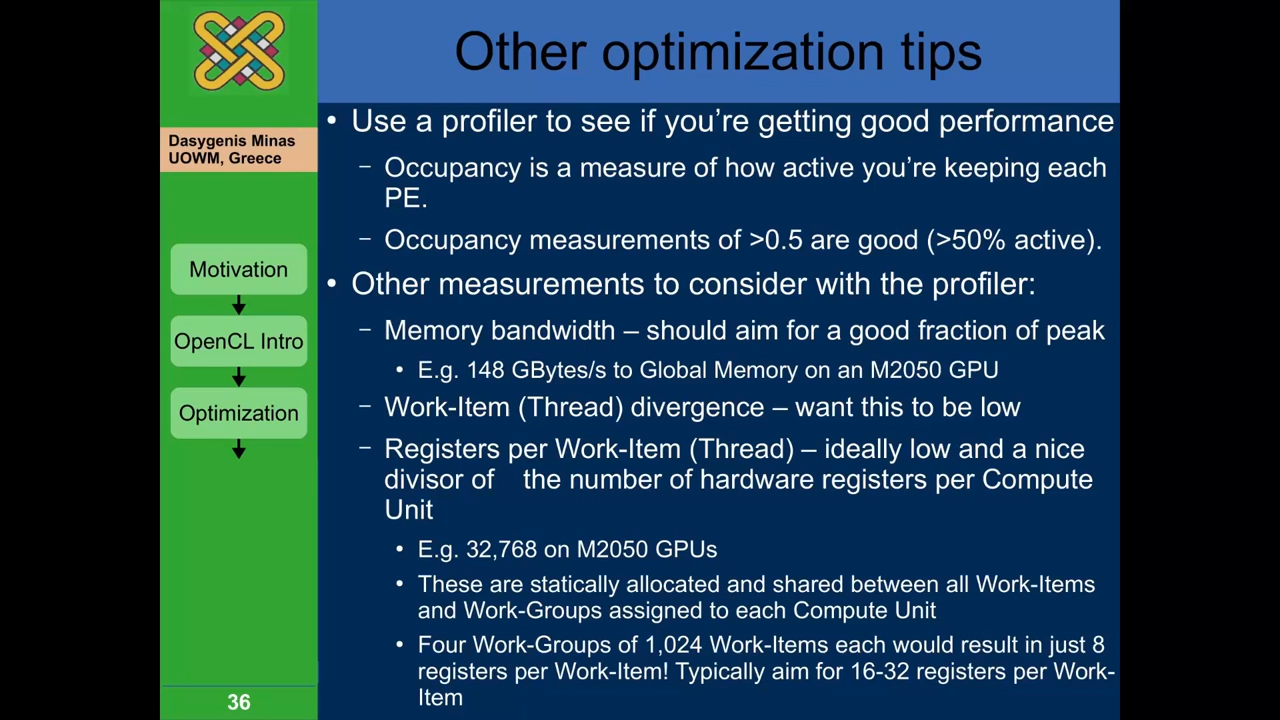 Other optimization tips
Dasygenis Minas
UOWM, Greece
Motivation
OpenCL Intro
Optimization
36
• Use a profiler to see if you’re getting good performance
– Occupancy is a measure of how active you’re keeping each
PE.
– Occupancy measurements of >0.5 are good (>50% active).
• Other measurements to consider with the profiler:
– Memory bandwidth – should aim for a good fraction of peak
• E.g. 148 GBytes/s to Global Memory on an M2050 GPU
– Work-Item (Thread) divergence – want this to be low
– Registers per Work-Item (Thread) – ideally low and a nice
divisor of the number of hardware registers per Compute
Unit
• E.g. 32,768 on M2050 GPUs
• These are statically allocated and shared between all Work-Items
and Work-Groups assigned to each Compute Unit
• Four Work-Groups of 1,024 Work-Items each would result in just 8
registers per Work-Item! Typically aim for 16-32 registers per Work-
Item